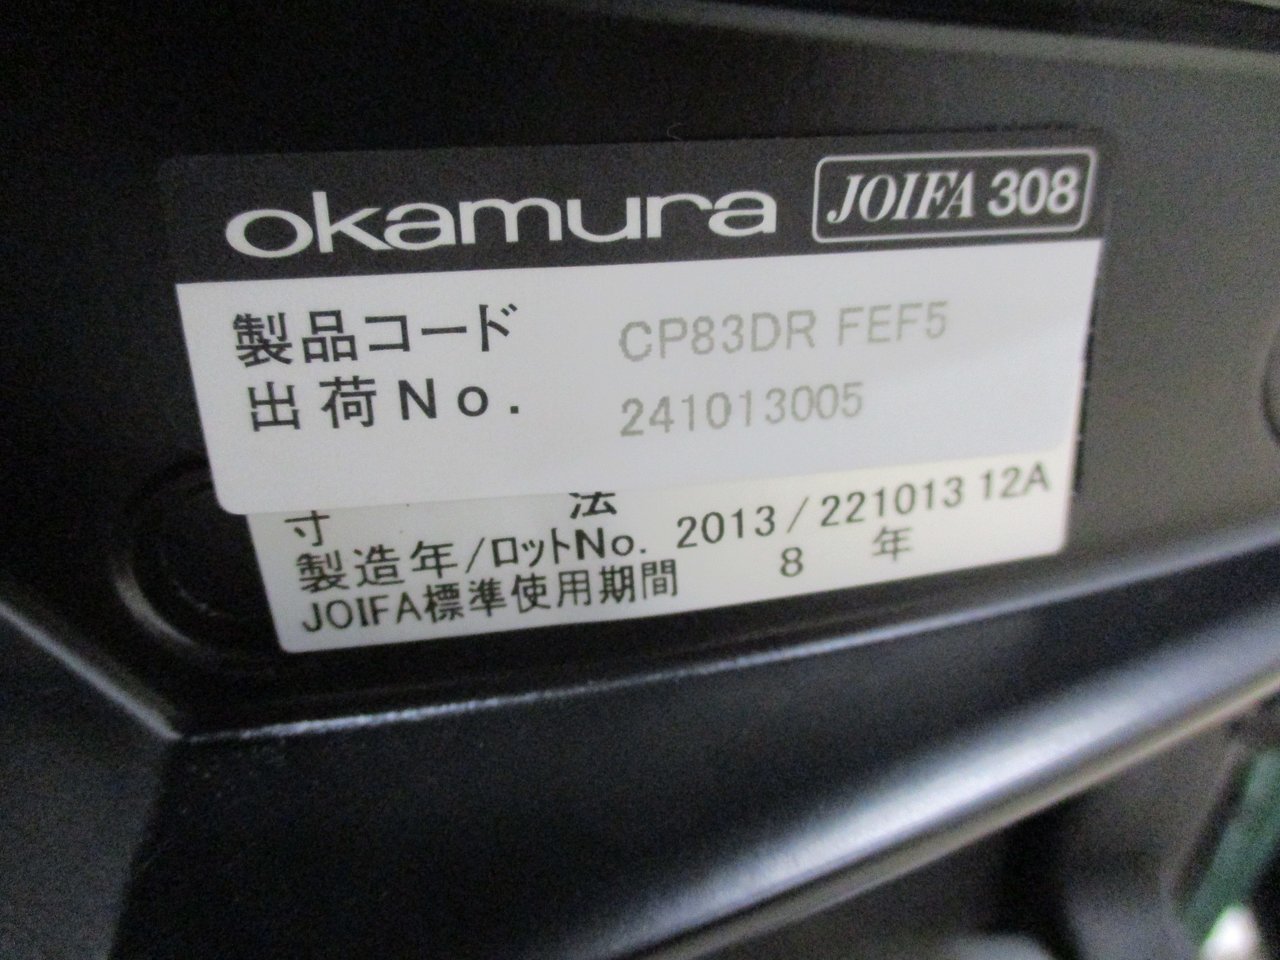 okamura JOIFA 308
製品コード CP83DR FEF5
出荷No. 241013005
寸 法
製造年/ロットNo. 2013/221013 12A
JOIFA標準使用期間 8 年